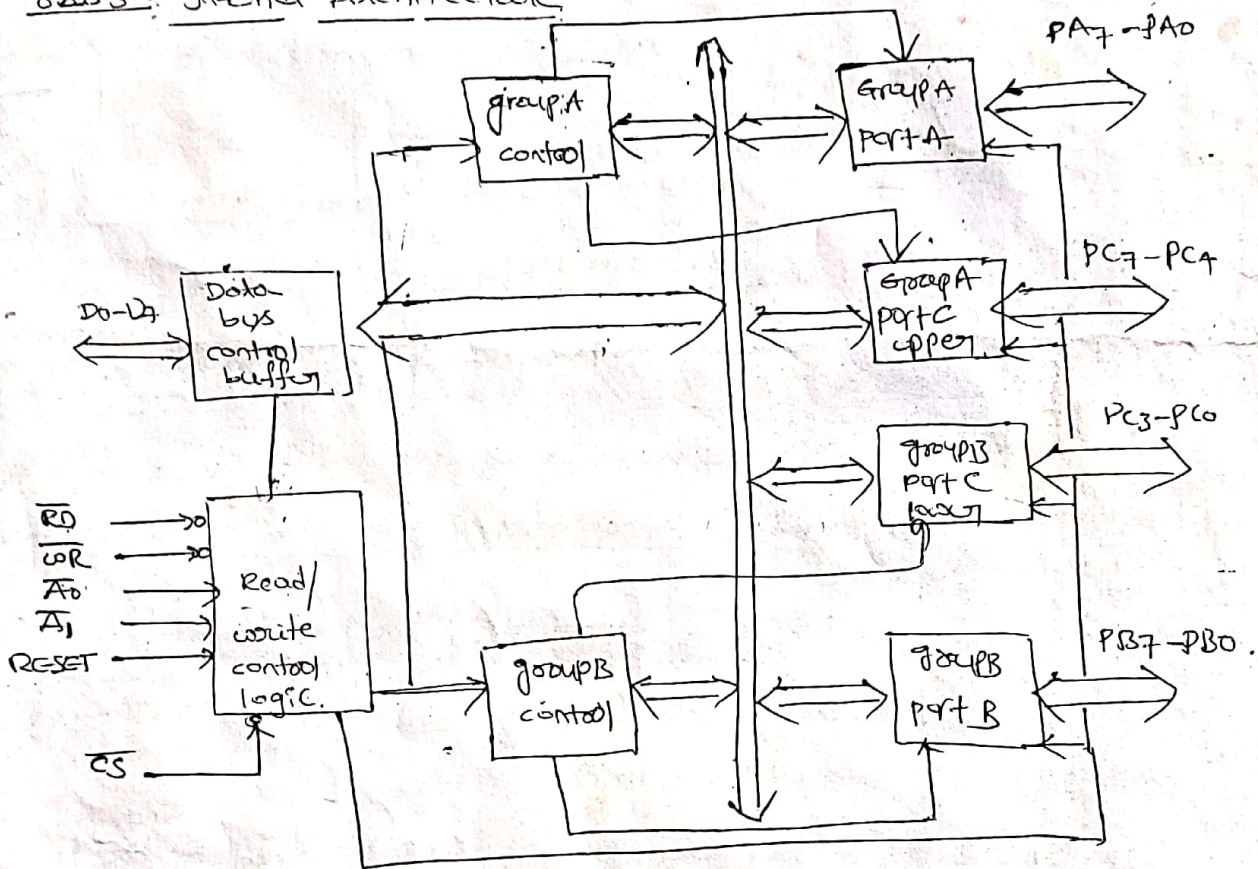 PA7-PA0
group.A
control
Group A
port A
PC7-PC4
Group A
port C
upper
Data
bus
control
buffer
D0-D7
PC3-PC0
group B
port C
RD
WR
A0
A1
RESET
Read/
write
control
logic.
group B
control
group B
port B
PB7-PB0.
CS